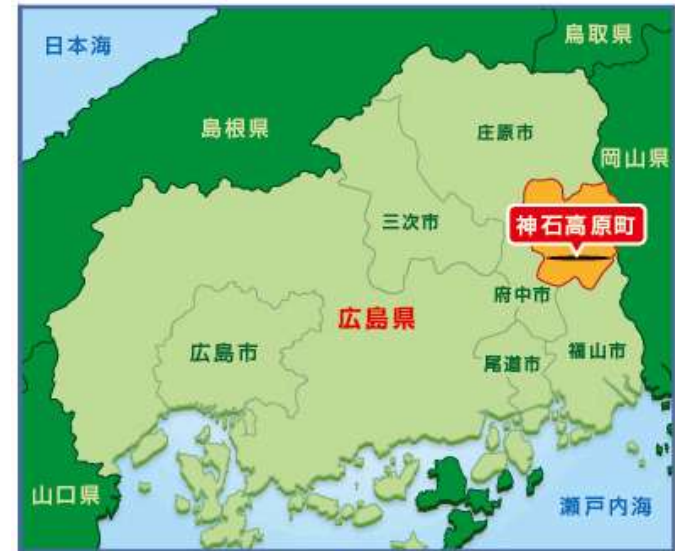 日本海
鳥取県
島根県
庄原市
岡山県
三次市
神石高原町
府中市
広島県
広島市
尾道市
福山市
山口県
瀬戸内海